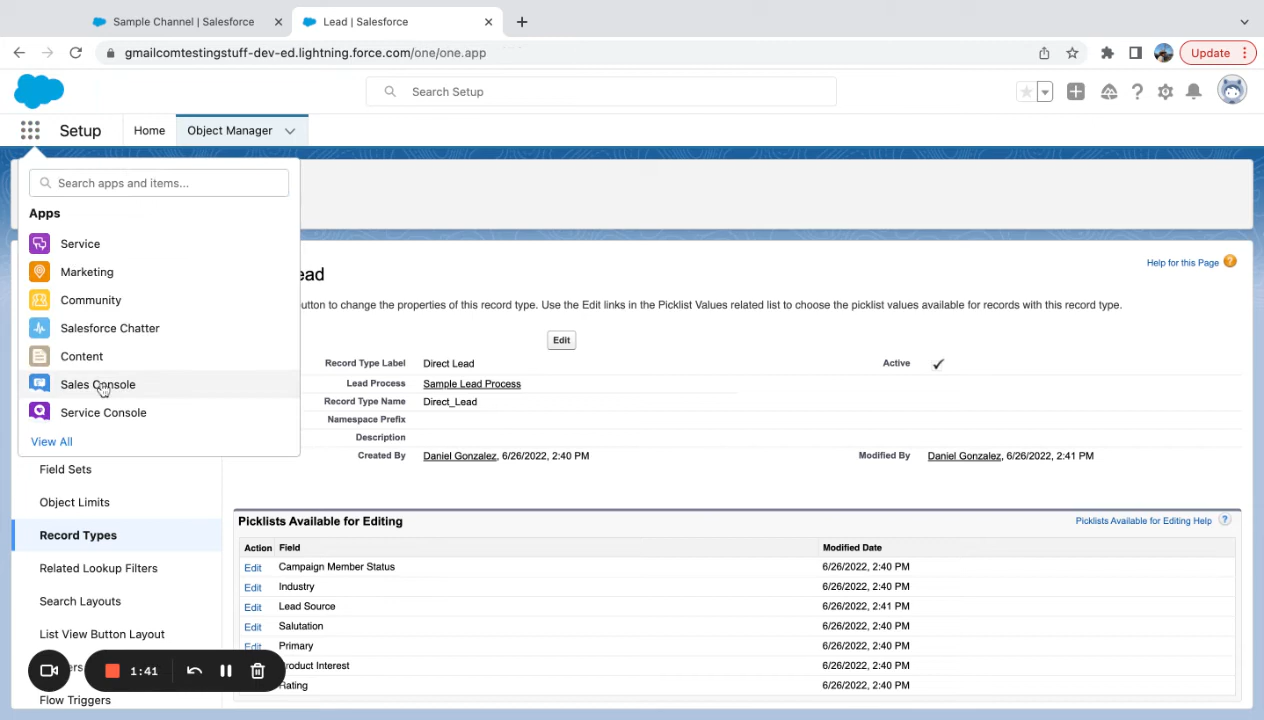 Sample Channel | Salesforce
Lead | Salesforce
gmailcomtestingstuff-dev-ed.lightning.force.com/one/one.app
Update
Search Setup
Setup
Home
Object Manager
Search apps and items...
Apps
Service
Marketing
Community
Salesforce Chatter
Content
Sales Console
Service Console
View All
Field Sets
Object Limits
Record Types
Related Lookup Filters
Search Layouts
List View Button Layout
Flow Triggers
1:41
ead
Help for this Page ?
utton to change the properties of this record type. Use the Edit links in the Picklist Values related list to choose the picklist values available for records with this record type.
Edit
Record Type Label Direct Lead Active
Lead Process Sample Lead Process
Record Type Name Direct_Lead
Namespace Prefix
Description
Created By Daniel Gonzalez, 6/26/2022, 2:40 PM Modified By Daniel Gonzalez, 6/26/2022, 2:41 PM
Picklists Available for Editing Picklists Available for Editing Help ?
Action Field Modified Date
Edit Campaign Member Status 6/26/2022, 2:40 PM
Edit Industry 6/26/2022, 2:40 PM
Edit Lead Source 6/26/2022, 2:41 PM
Edit Salutation 6/26/2022, 2:40 PM
Edit Primary 6/26/2022, 2:40 PM
roduct Interest 6/26/2022, 2:40 PM
Rating 6/26/2022, 2:40 PM